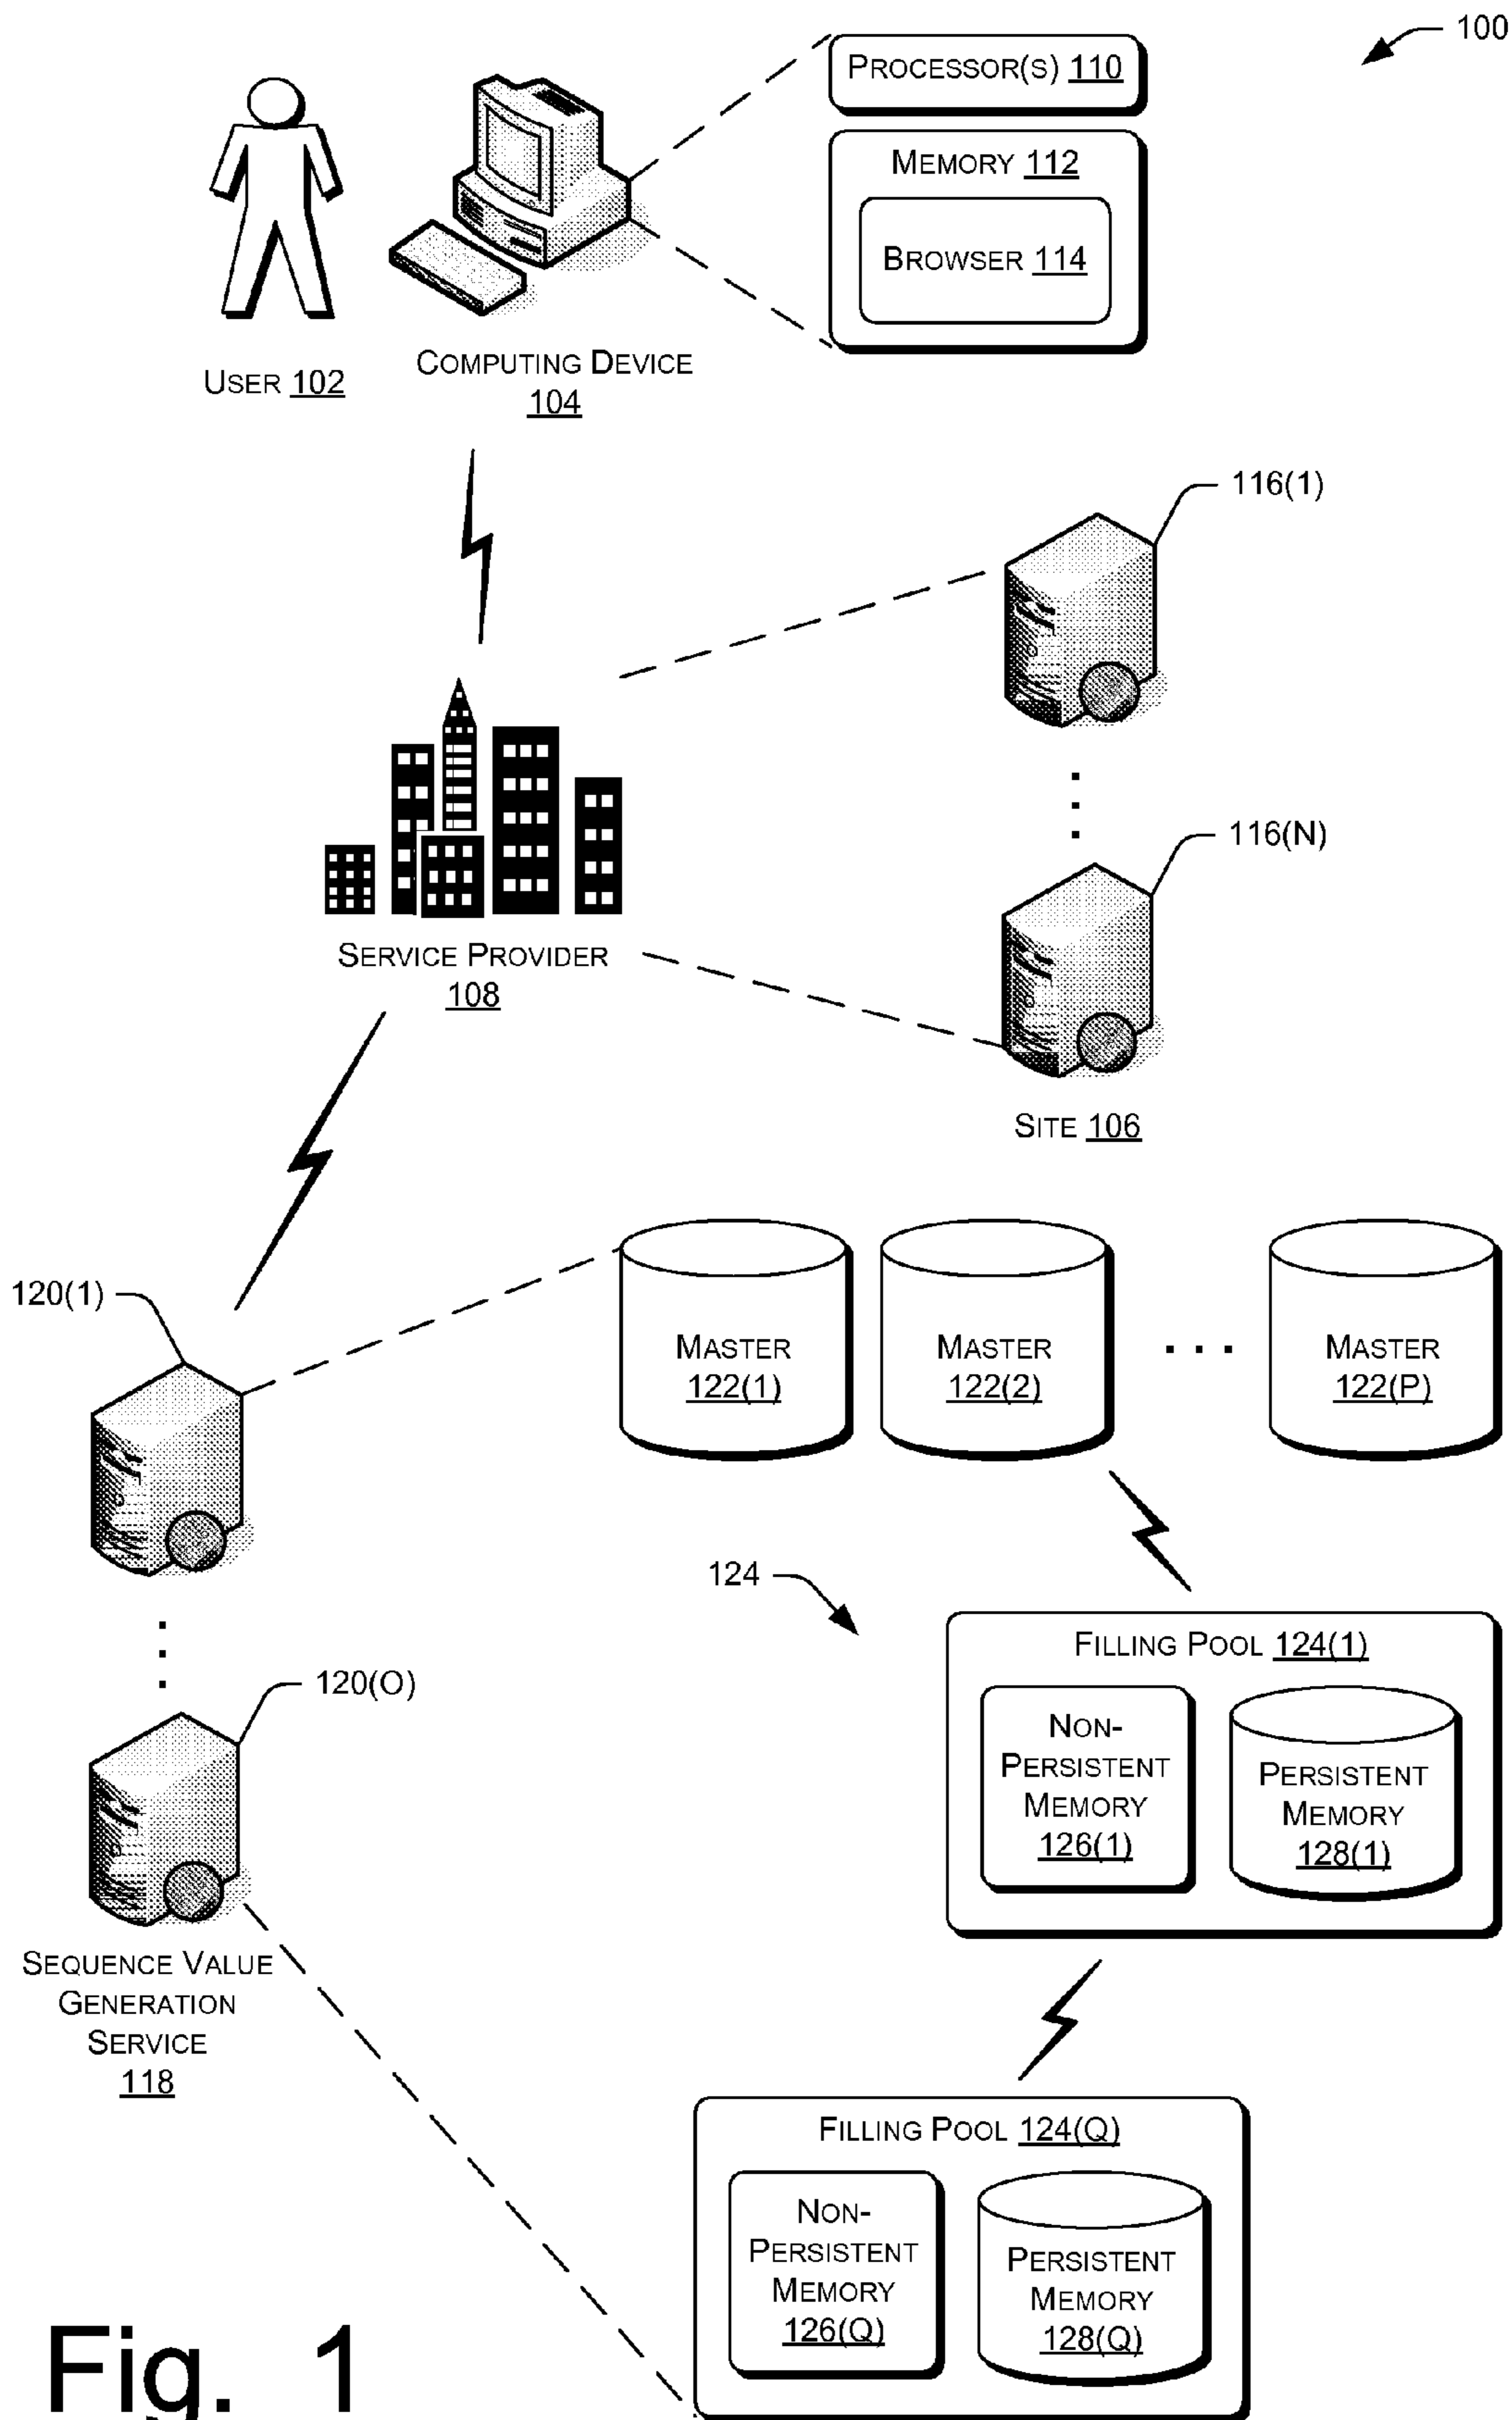 100
PROCESSOR(S) 110
MEMORY 112
BROWSER 114
USER 102
COMPUTING DEVICE
104
116(1)
116(N)
SERVICE PROVIDER
108
SITE 106
120(1)
MASTER
122(1)
MASTER
122(2)
. . .
MASTER
122(P)
124
FILLING POOL 124(1)
NON-
PERSISTENT
MEMORY
126(1)
PERSISTENT
MEMORY
128(1)
120(O)
SEQUENCE VALUE
GENERATION
SERVICE
118
FILLING POOL 124(Q)
NON-
PERSISTENT
MEMORY
126(Q)
PERSISTENT
MEMORY
128(Q)
Fig. 1